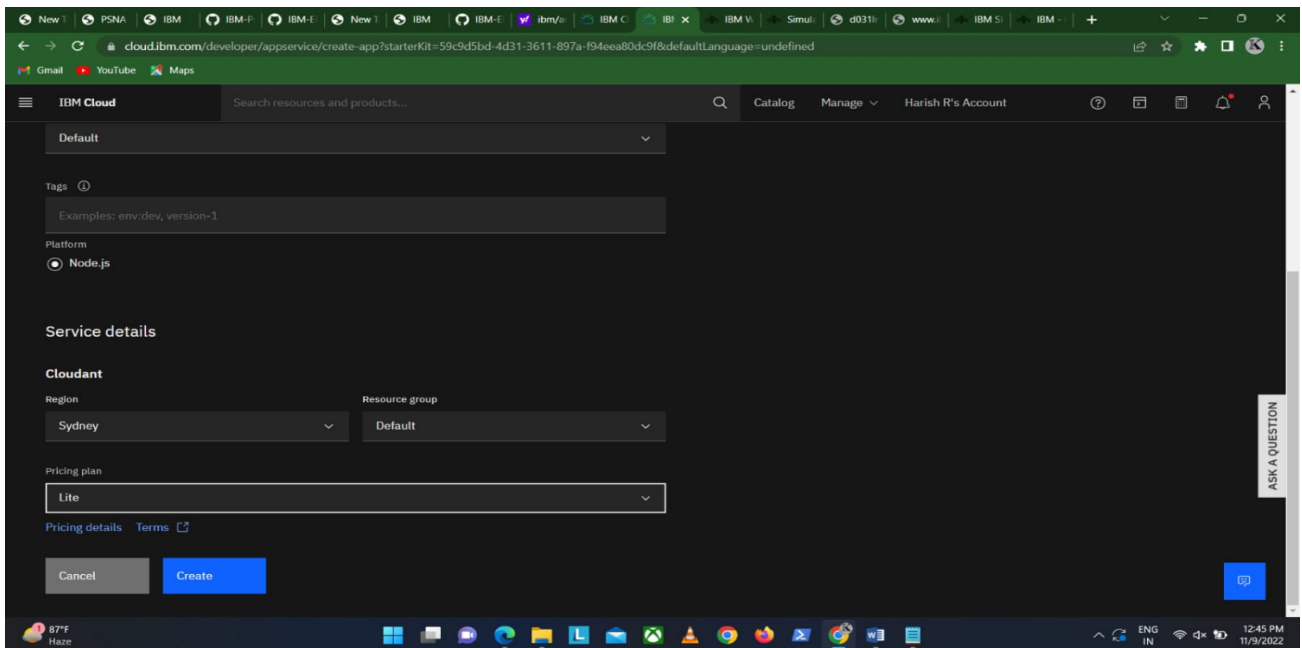 New T PSNA IBM IBM-P IBM-E New T IBM IBM-E ibm/a IBM C IBM IBM W Simula d031lr www.i IBM S IBM -
cloud.ibm.com/developer/appservice/create-app?starterKit=59c9d5bd-4d31-3611-897a-f94eea80dc9f&defaultLanguage=undefined
Gmail YouTube Maps
IBM Cloud Search resources and products... Catalog Manage Harish R's Account
Default
Tags
Examples: env:dev, version-1
Platform
Node.js
Service details
Cloudant
Region Resource group
Sydney Default
Pricing plan
Lite
Pricing details Terms
Cancel Create
ASK A QUESTION
1 87°F
Haze
ENG
IN
12:45 PM
11/9/2022